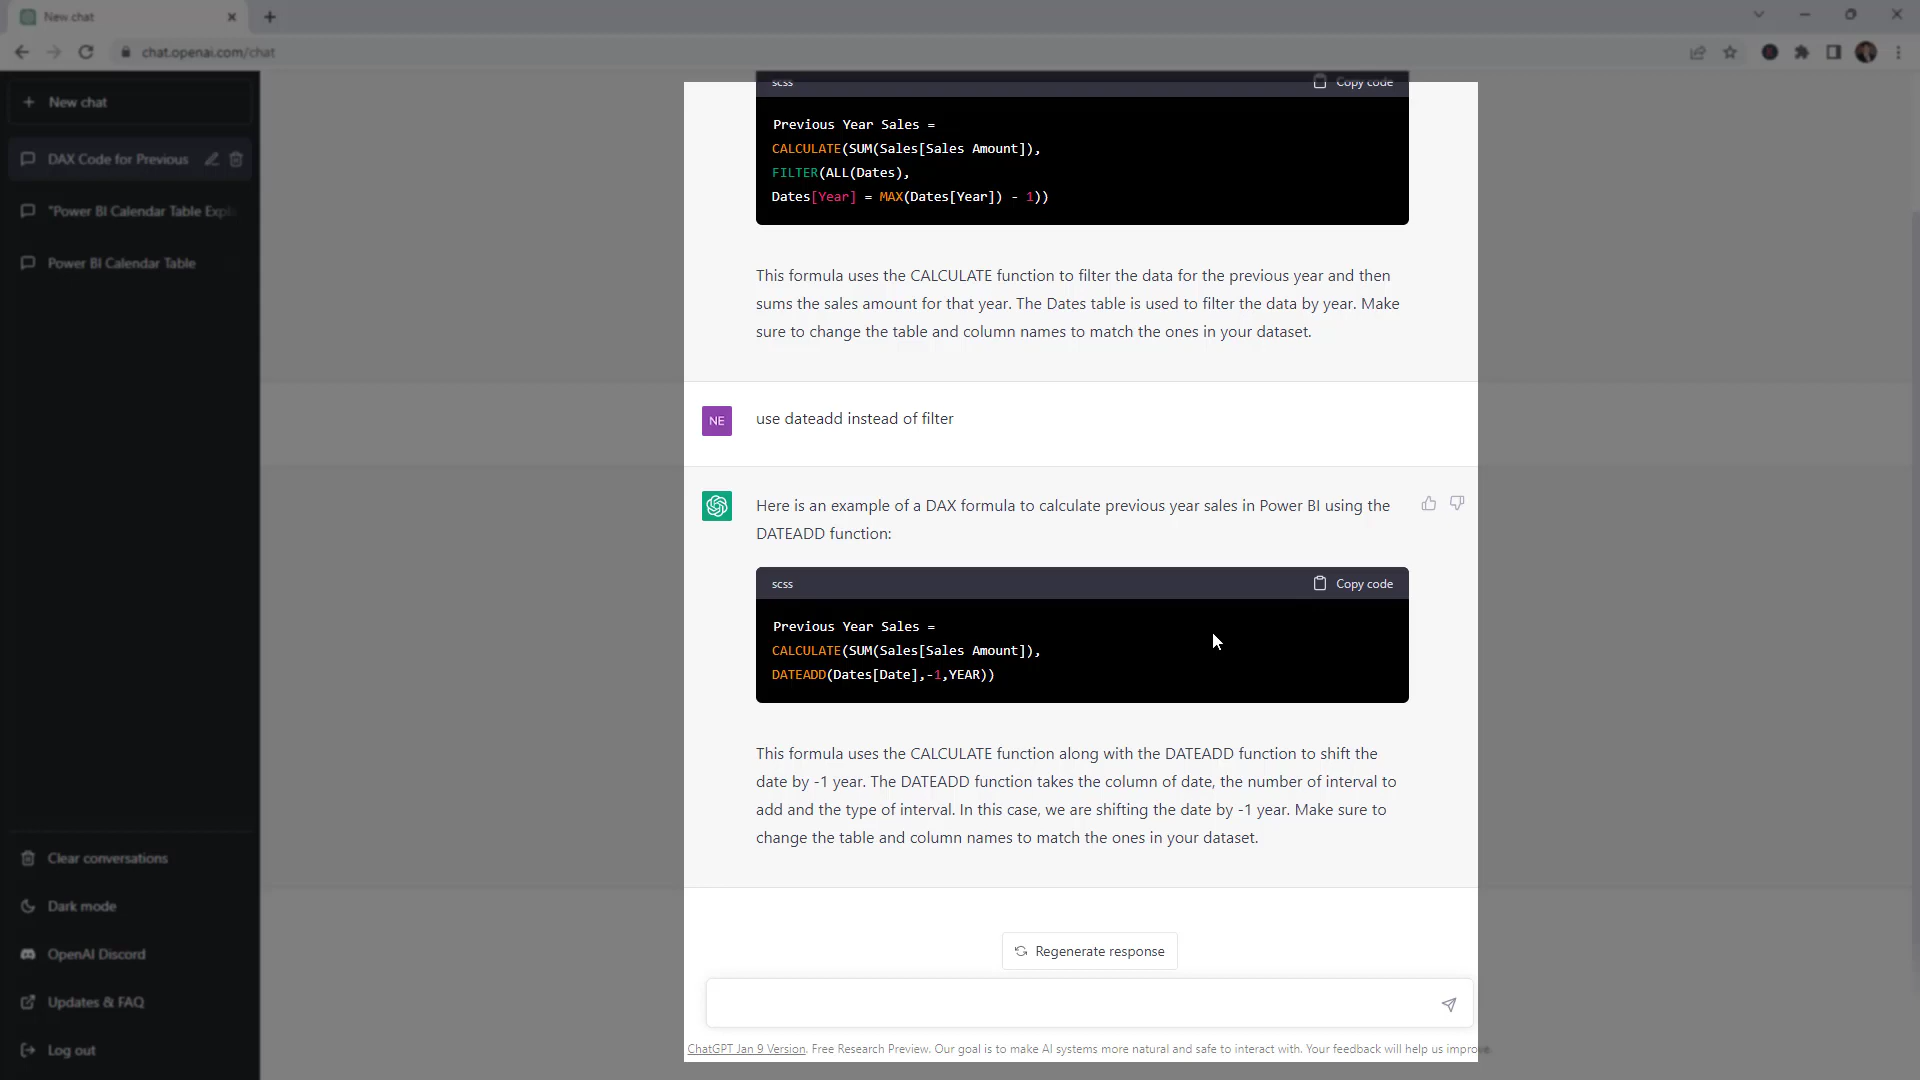 New chat
chat.openai.com/chat
New chat
DAX Code for Previous
"Power BI Calendar Table Expl
Power BI Calendar Table
Clear conversations
Dark mode
OpenAI Discord
Updates & FAQ
Log out
scss
Copy code
Previous Year Sales =
CALCULATE(SUM(Sales[Sales Amount]),
FILTER(ALL(Dates),
Dates[Year] = MAX(Dates[Year]) - 1))
This formula uses the CALCULATE function to filter the data for the previous year and then
sums the sales amount for that year. The Dates table is used to filter the data by year. Make
sure to change the table and column names to match the ones in your dataset.
NE
use dateadd instead of filter
Here is an example of a DAX formula to calculate previous year sales in Power BI using the
DATEADD function:
scss
Copy code
Previous Year Sales =
CALCULATE(SUM(Sales[Sales Amount]),
DATEADD(Dates[Date],-1,YEAR))
This formula uses the CALCULATE function along with the DATEADD function to shift the
date by -1 year. The DATEADD function takes the column of date, the number of interval to
add and the type of interval. In this case, we are shifting the date by -1 year. Make sure to
change the table and column names to match the ones in your dataset.
Regenerate response
ChatGPT Jan 9 Version. Free Research Preview. Our goal is to make AI systems more natural and safe to interact with. Your feedback will help us improve.